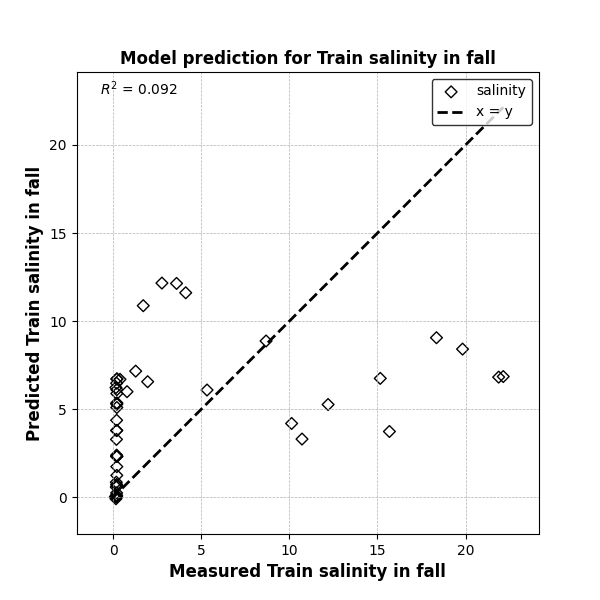 Model prediction for Train salinity in fall
R² = 0.092
salinity
x = y
Predicted Train salinity in fall
20
15
10
5
0
0 5 10 15 20
Measured Train salinity in fall